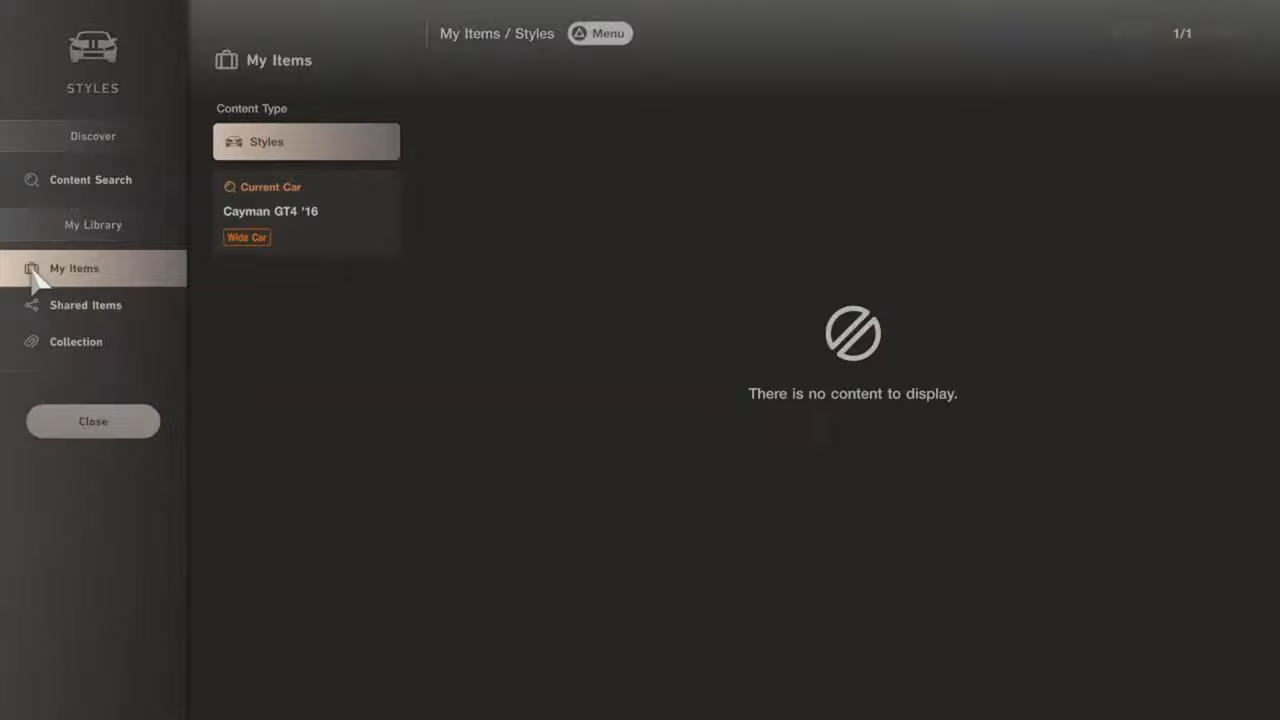 STYLES
Discover
Content Search
My Library
My Items
Shared Items
Collection
Close
My Items
Content Type
Styles
Current Car
Cayman GT4 '16
Wide Car
My Items / Styles
Menu
1/1
There is no content to display.